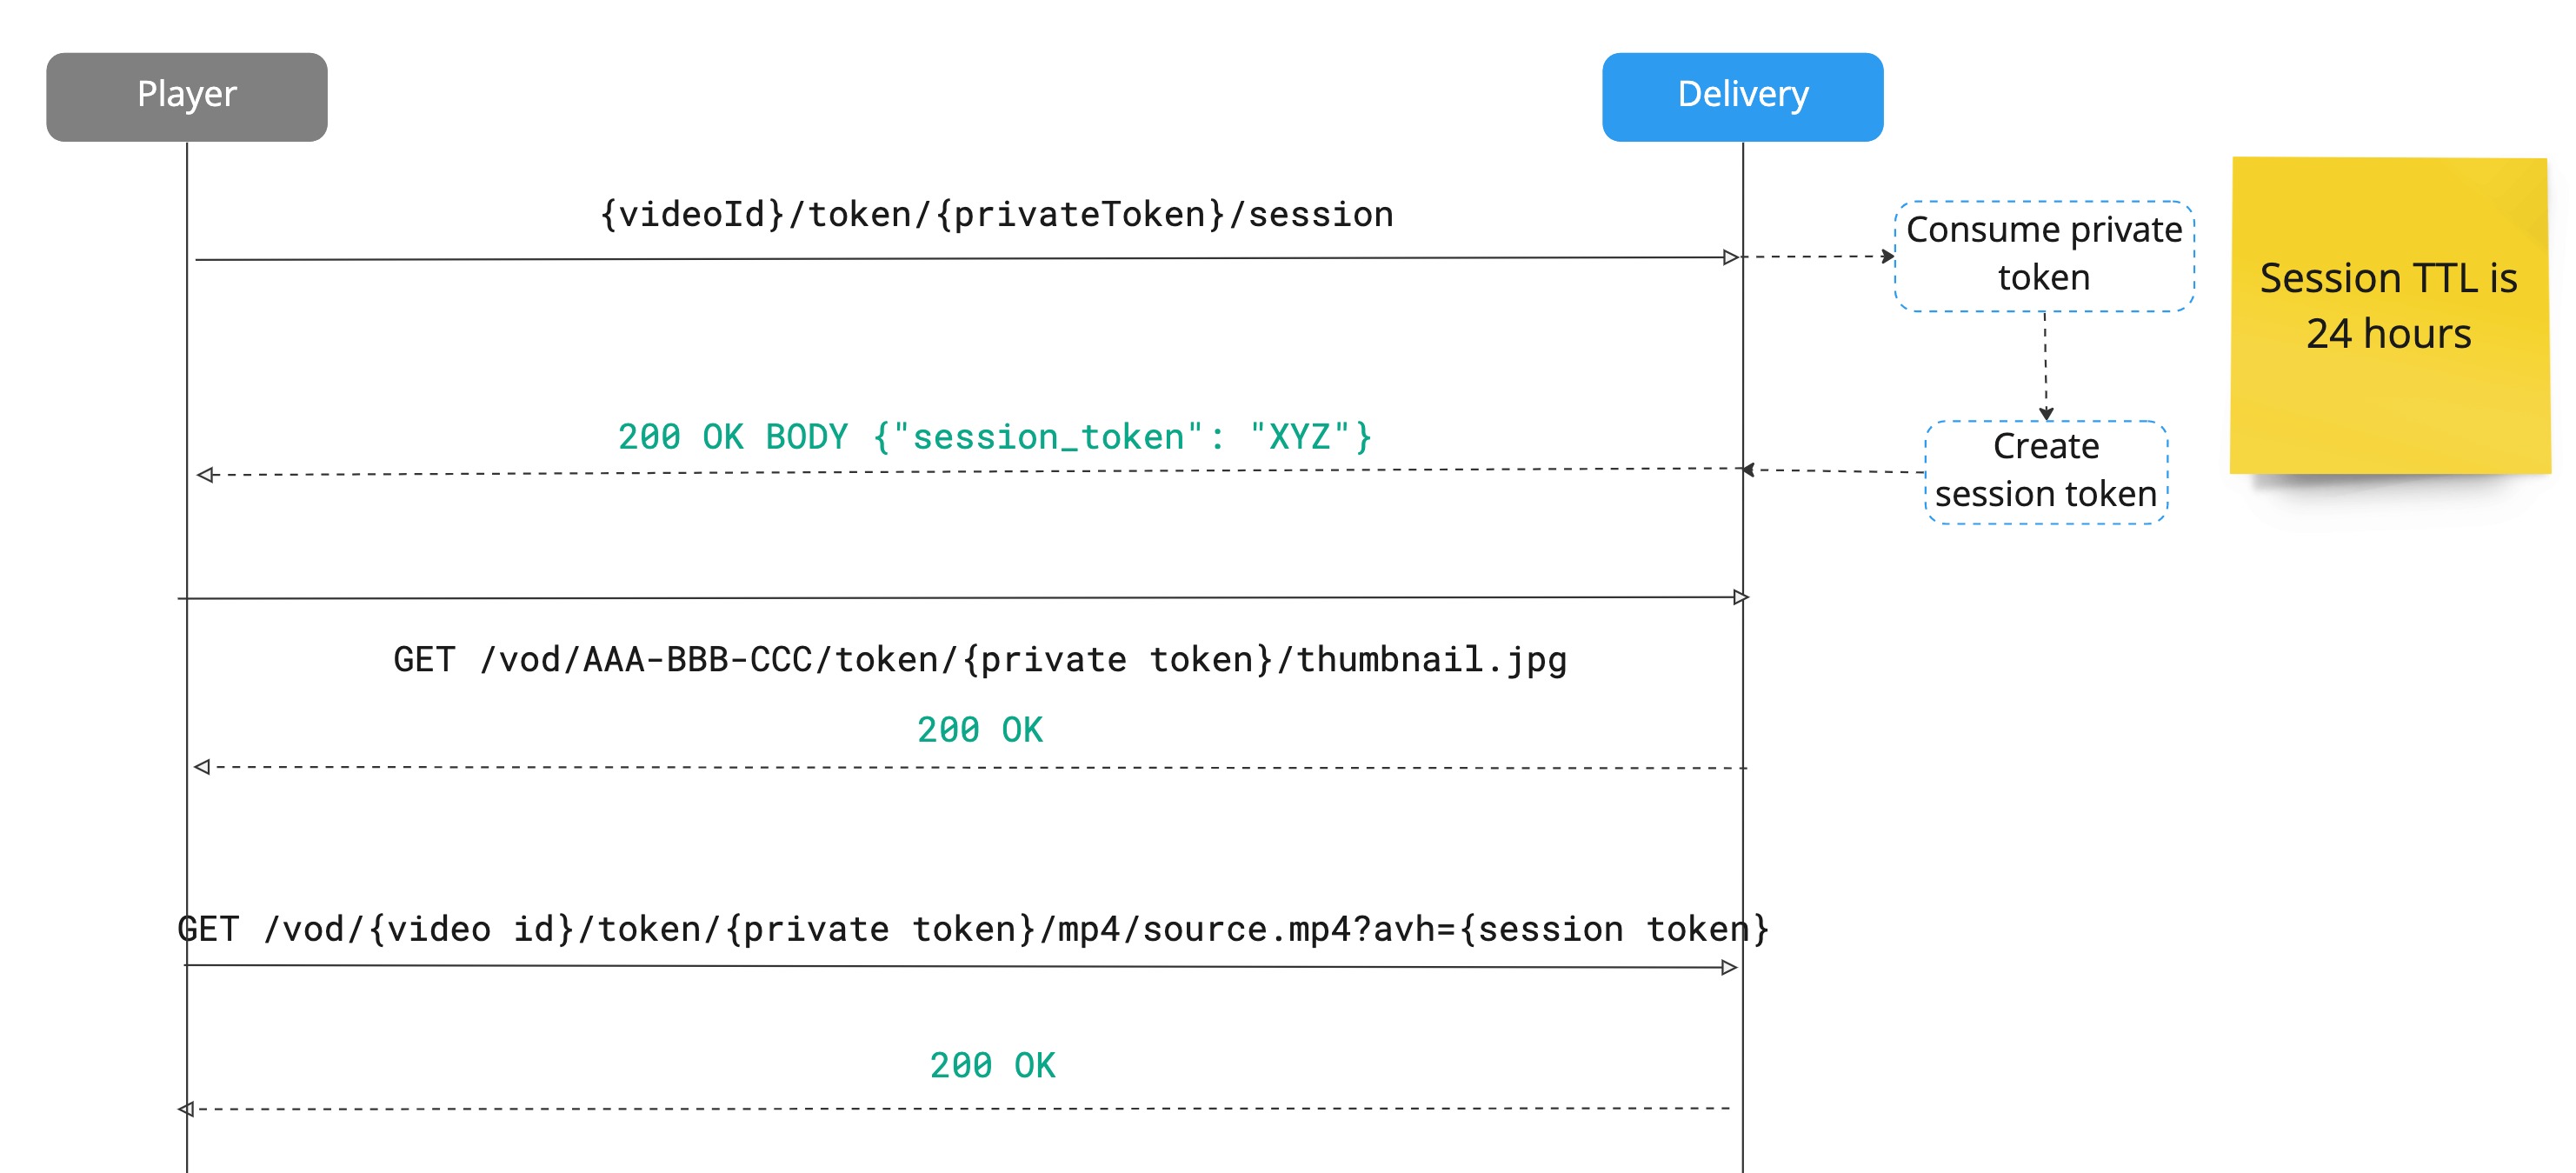 Player
Delivery
{videoId}/token/{privateToken}/session
Consume private
token
Session TTL is
24 hours
200 OK BODY {"session_token": "XYZ"}
Create
session token
GET /vod/AAA-BBB-CCC/token/{private token}/thumbnail.jpg
200 OK
GET /vod/{video id}/token/{private token}/mp4/source.mp4?avh={session token}
200 OK